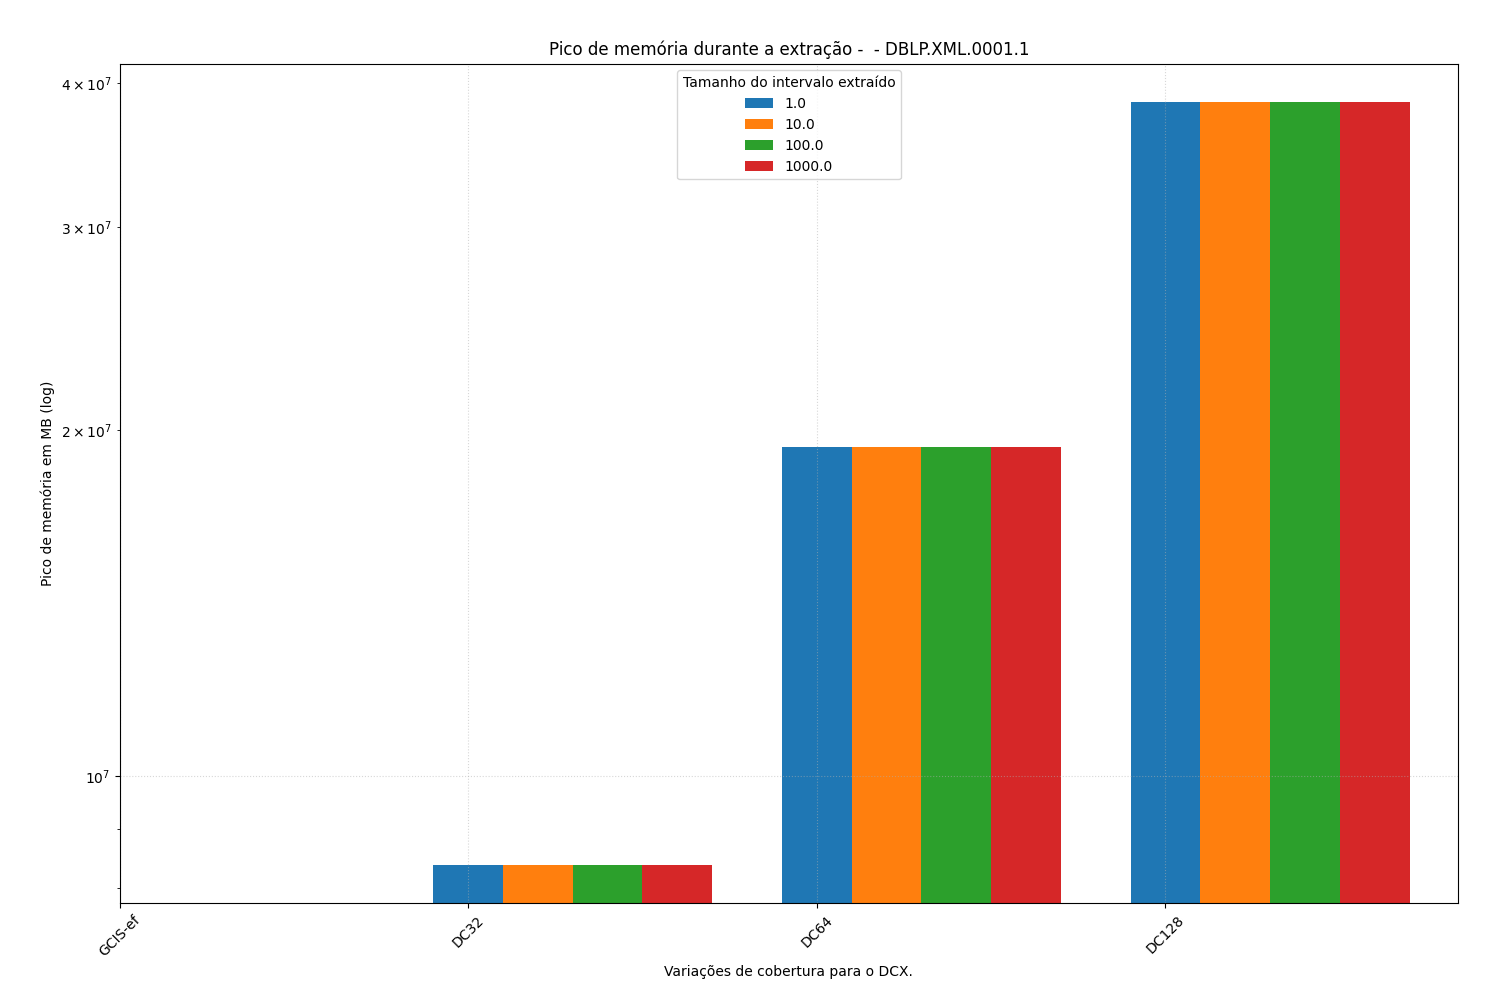 Pico de memória durante a extração -  - DBLP.XML.0001.1
Tamanho do intervalo extraído
1.0
10.0
100.0
1000.0
4 × 10⁷
3 × 10⁷
2 × 10⁷
10⁷
Pico de memória em MB (log)
GCIS-ef
DC32
DC64
DC128
Variações de cobertura para o DCX.